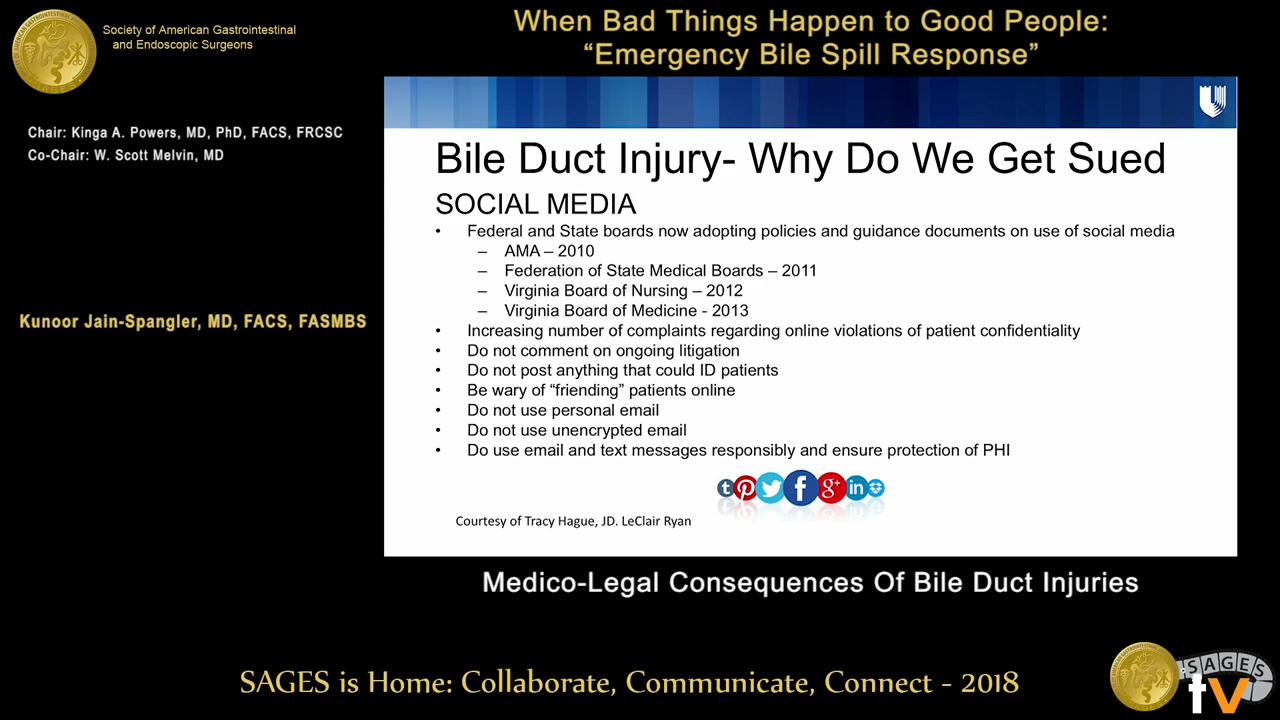 Society of American Gastrointestinal
and Endoscopic Surgeons
When Bad Things Happen to Good People:
“Emergency Bile Spill Response”
Chair: Kinga A. Powers, MD, PhD, FACS, FRCSC
Co-Chair: W. Scott Melvin, MD
Kunoor Jain-Spangler, MD, FACS, FASMBS
Bile Duct Injury- Why Do We Get Sued
SOCIAL MEDIA
• Federal and State boards now adopting policies and guidance documents on use of social media
– AMA – 2010
– Federation of State Medical Boards – 2011
– Virginia Board of Nursing – 2012
– Virginia Board of Medicine - 2013
• Increasing number of complaints regarding online violations of patient confidentiality
• Do not comment on ongoing litigation
• Do not post anything that could ID patients
• Be wary of “friending” patients online
• Do not use personal email
• Do not use unencrypted email
• Do use email and text messages responsibly and ensure protection of PHI
Courtesy of Tracy Hague, JD. LeClair Ryan
Medico-Legal Consequences Of Bile Duct Injuries
SAGES is Home: Collaborate, Communicate, Connect - 2018
SAGES
tv